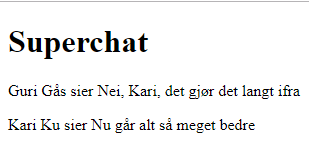 Superchat
Guri Gås sier Nei, Kari, det gjør det langt ifra
Kari Ku sier Nu går alt så meget bedre